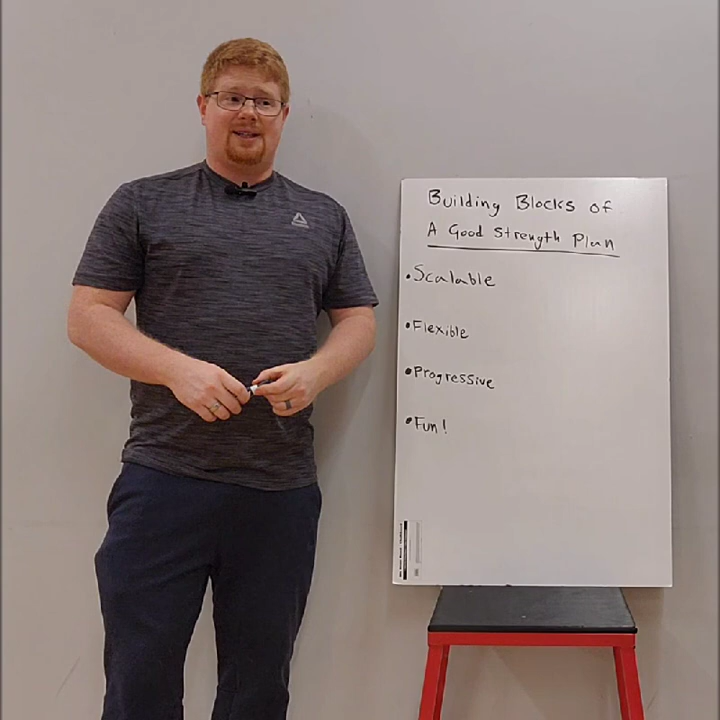 Building Blocks of
A Good Strength Plan
•Scalable
•Flexible
•Progressive
•Fun!